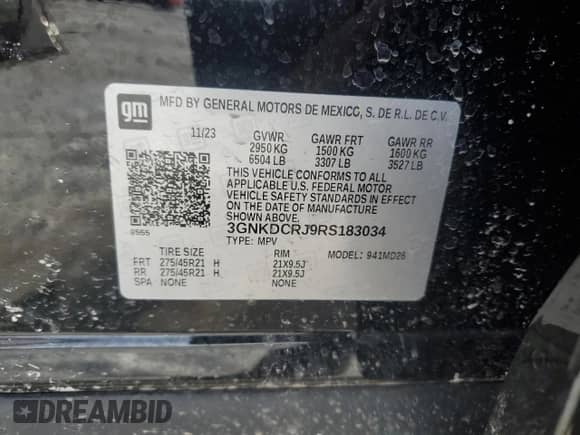 gm
MFD BY GENERAL MOTORS DE MEXICO, S. DE R.L. DE C.V.
11/23 GVWR GAWR FRT GAWR RR
2950 KG 1500 KG 1600 KG
6504 LB 3307 LB 3527 LB
THIS VEHICLE CONFORMS TO ALL
APPLICABLE U.S. FEDERAL MOTOR
VEHICLE SAFETY STANDARDS IN EFFECT
ON THE DATE OF MANUFACTURE
SHOWN ABOVE.
3GNKDCRJ9RS183034
TYPE: MPV MODEL: 941MD26
TIRE SIZE RIM
FRT 275/45R21 H 21X9.5J
RR 275/45R21 H 21X9.5J
SPA NONE NONE
DREAMBID